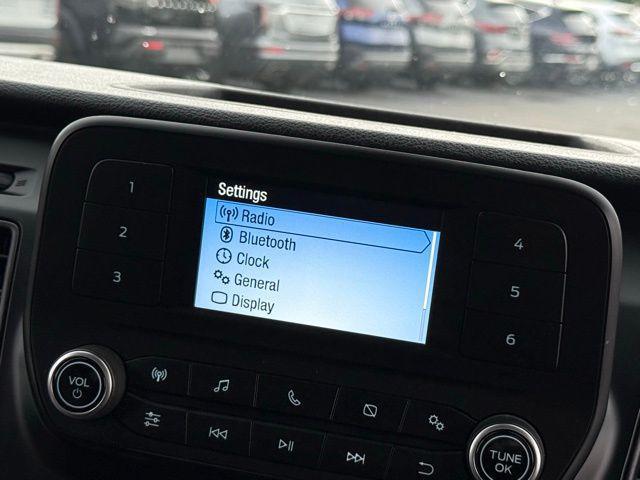 Settings
Radio
Bluetooth
Clock
General
Display
1
2
3
4
5
6
VOL
TUNE
OK